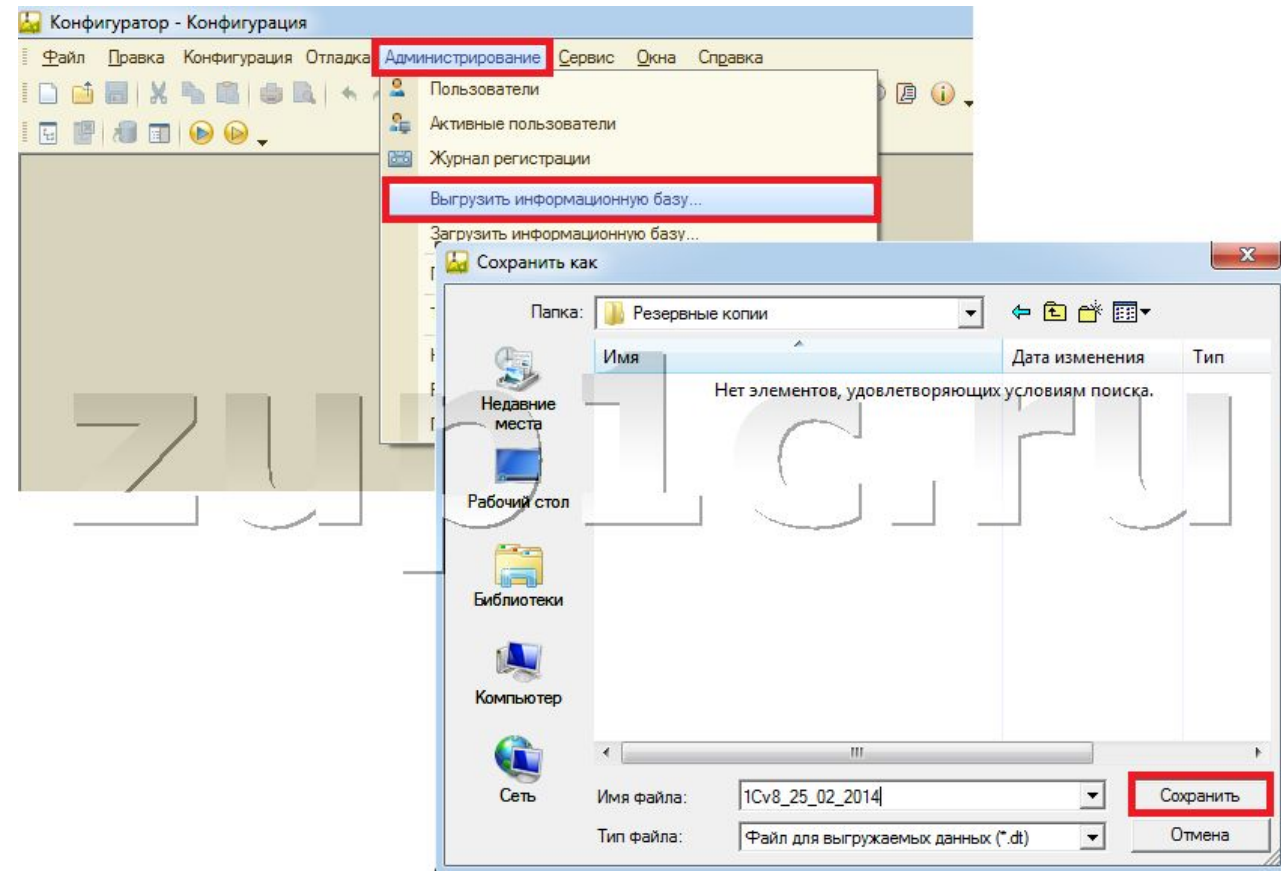 Конфигуратор - Конфигурация
Файл Правка Конфигурация Отладка Администрирование Сервис Окна Справка
Пользователи
Активные пользователи
Журнал регистрации
Выгрузить информационную базу...
Загрузить информационную базу...
Сохранить как
Папка: Резервные копии
Имя Дата изменения Тип
Нет элементов, удовлетворяющих условиям поиска.
Недавние
места
Рабочий стол
Библиотеки
Компьютер
Сеть
Имя файла: 1Cv8_25_02_2014
Сохранить
Тип файла: Файл для выгружаемых данных (*.dt)
Отмена
zup1c.ru